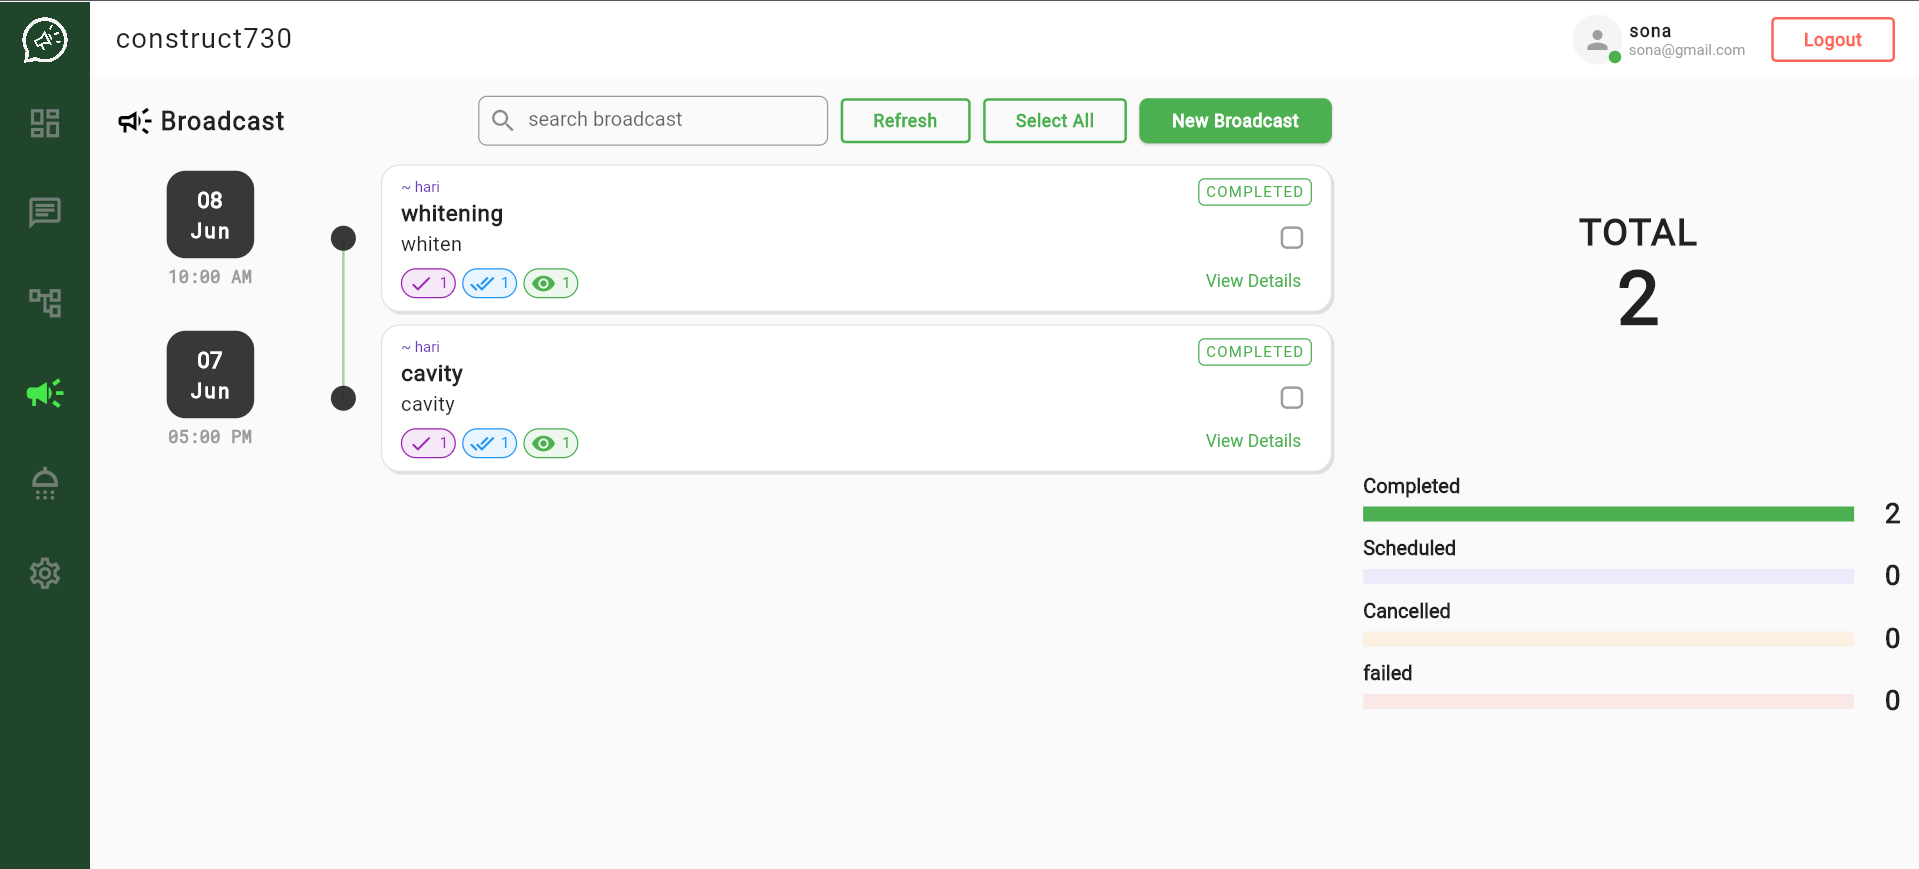 construct730
sona
sona@gmail.com
Logout
Broadcast
search broadcast
Refresh
Select All
New Broadcast
08
Jun
10:00 AM
~ hari
whitening
whiten
1
1
1
COMPLETED
View Details
07
Jun
05:00 PM
~ hari
cavity
cavity
1
1
1
COMPLETED
View Details
TOTAL
2
Completed
2
Scheduled
0
Cancelled
0
failed
0